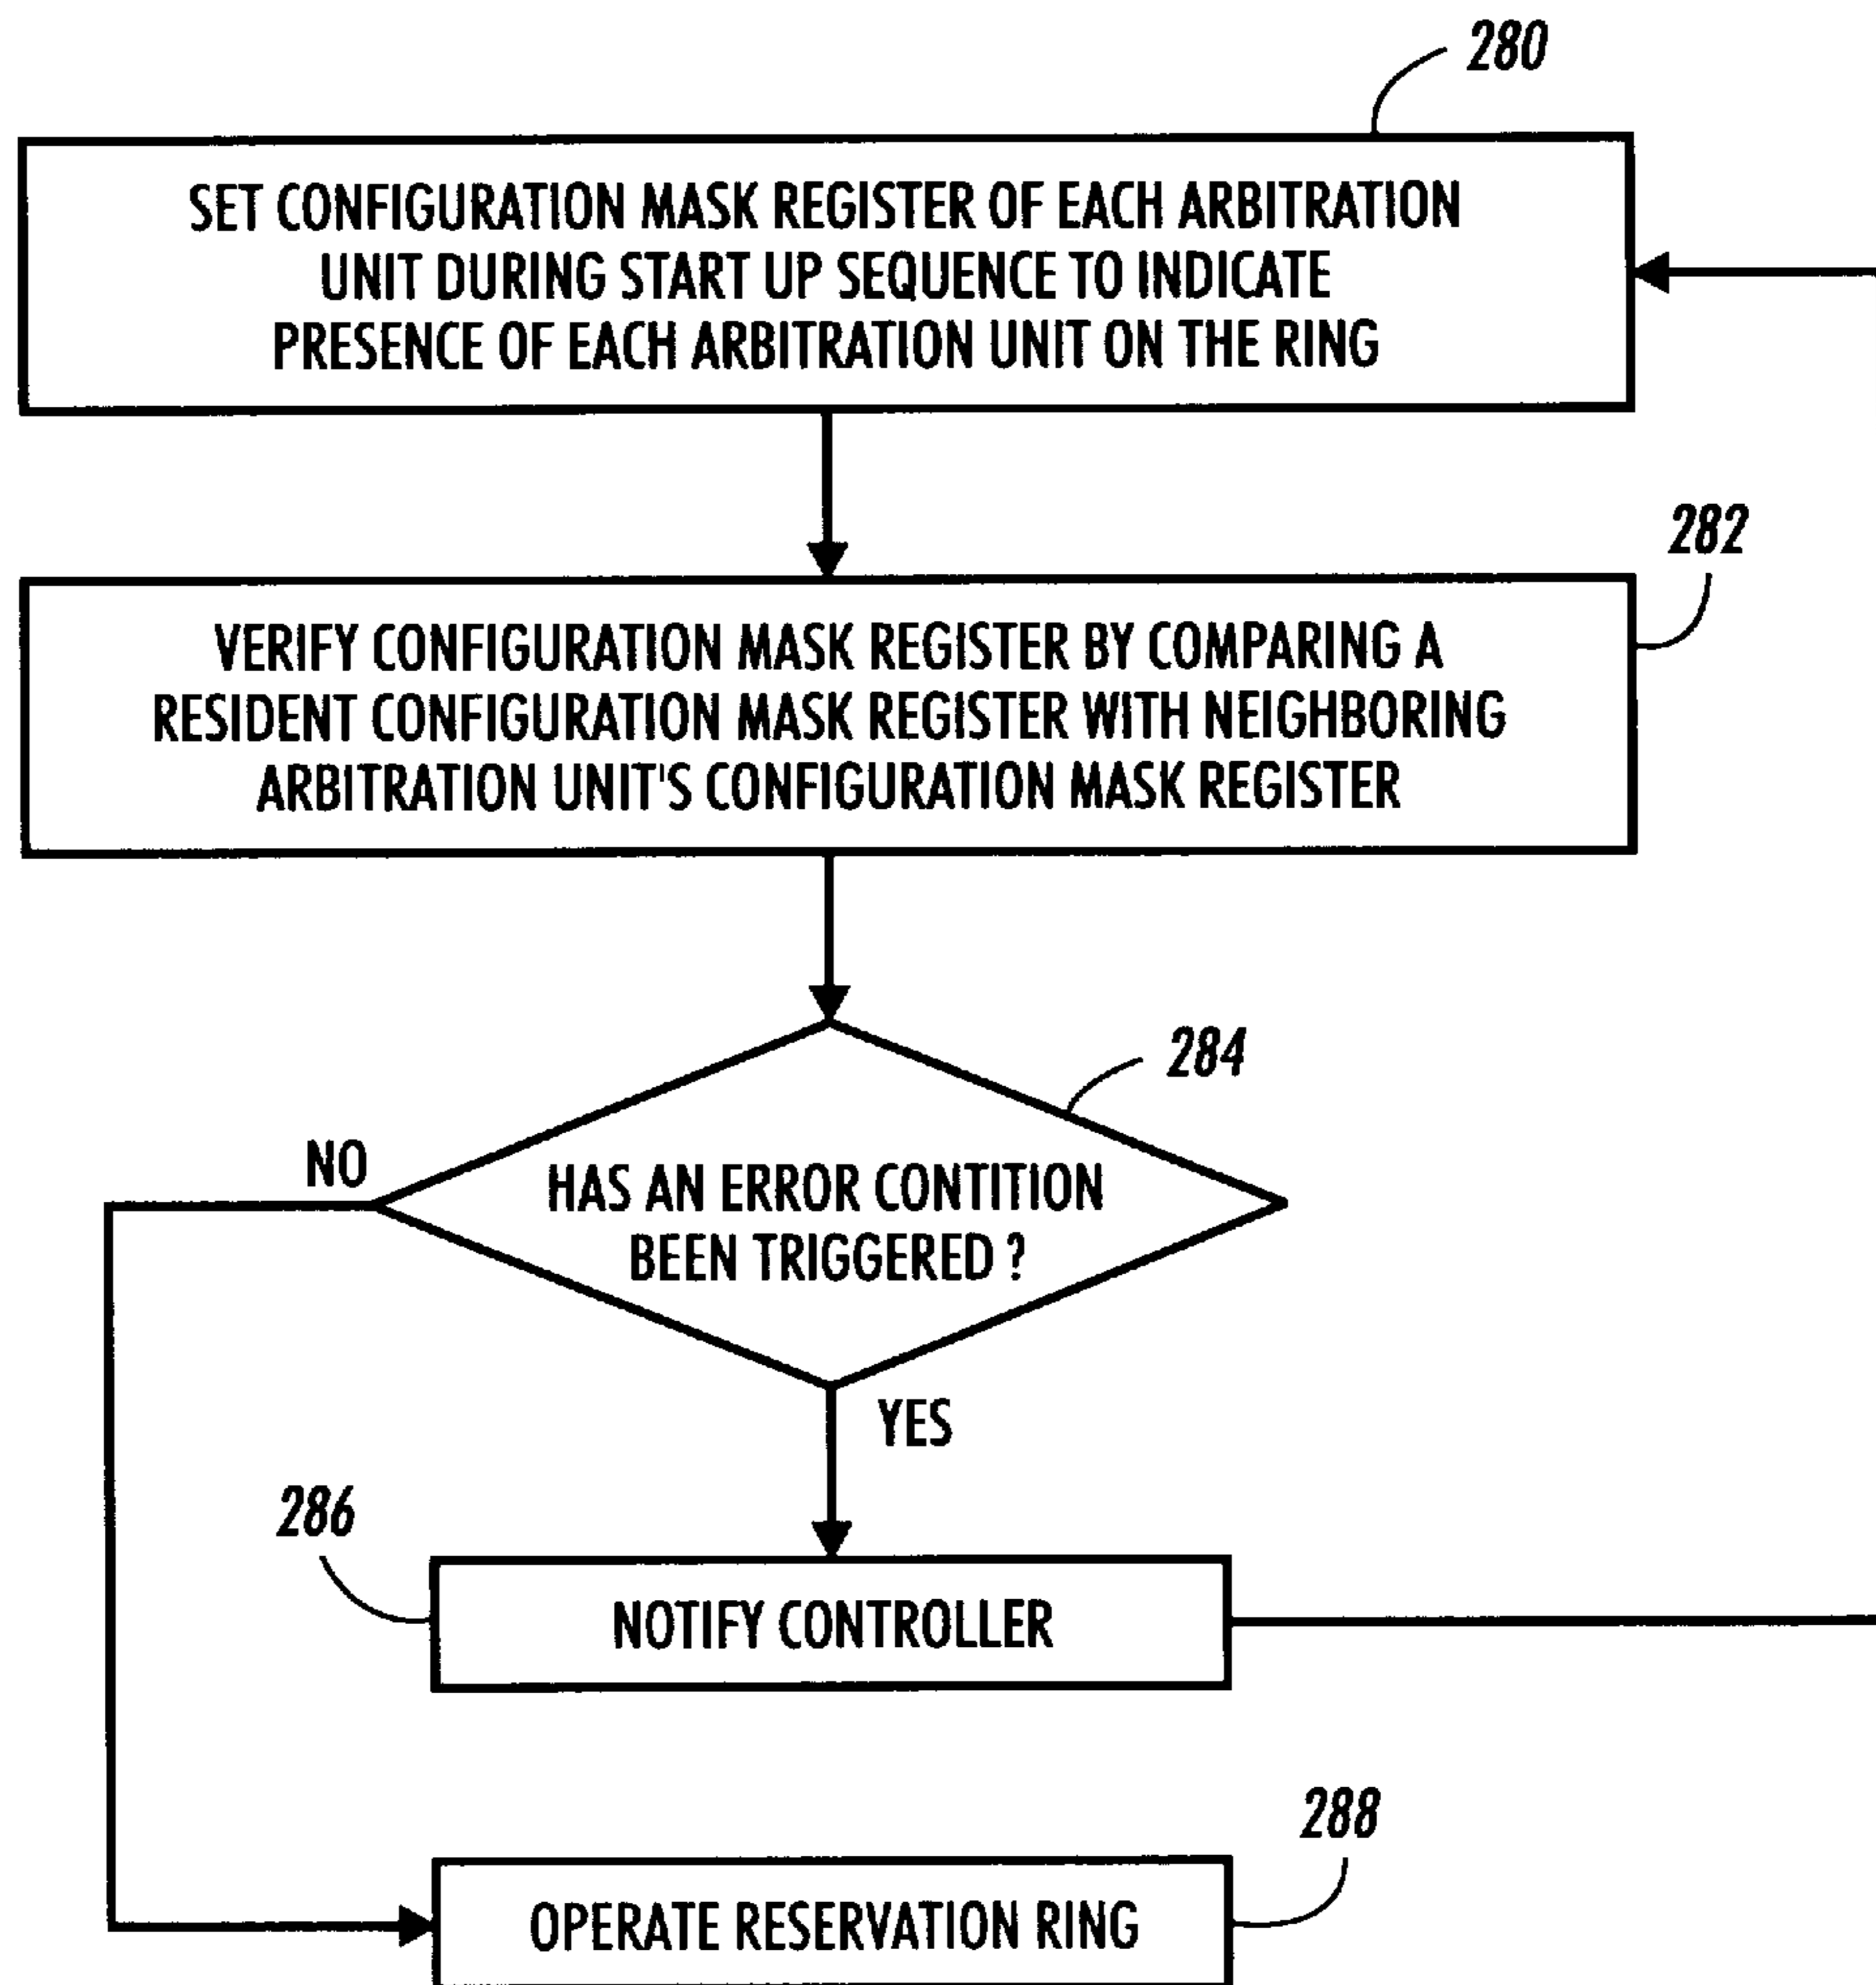 280
SET CONFIGURATION MASK REGISTER OF EACH ARBITRATION
UNIT DURING START UP SEQUENCE TO INDICATE
PRESENCE OF EACH ARBITRATION UNIT ON THE RING
282
VERIFY CONFIGURATION MASK REGISTER BY COMPARING A
RESIDENT CONFIGURATION MASK REGISTER WITH NEIGHBORING
ARBITRATION UNIT'S CONFIGURATION MASK REGISTER
284
NO
HAS AN ERROR CONTITION
BEEN TRIGGERED ?
YES
286
NOTIFY CONTROLLER
288
OPERATE RESERVATION RING